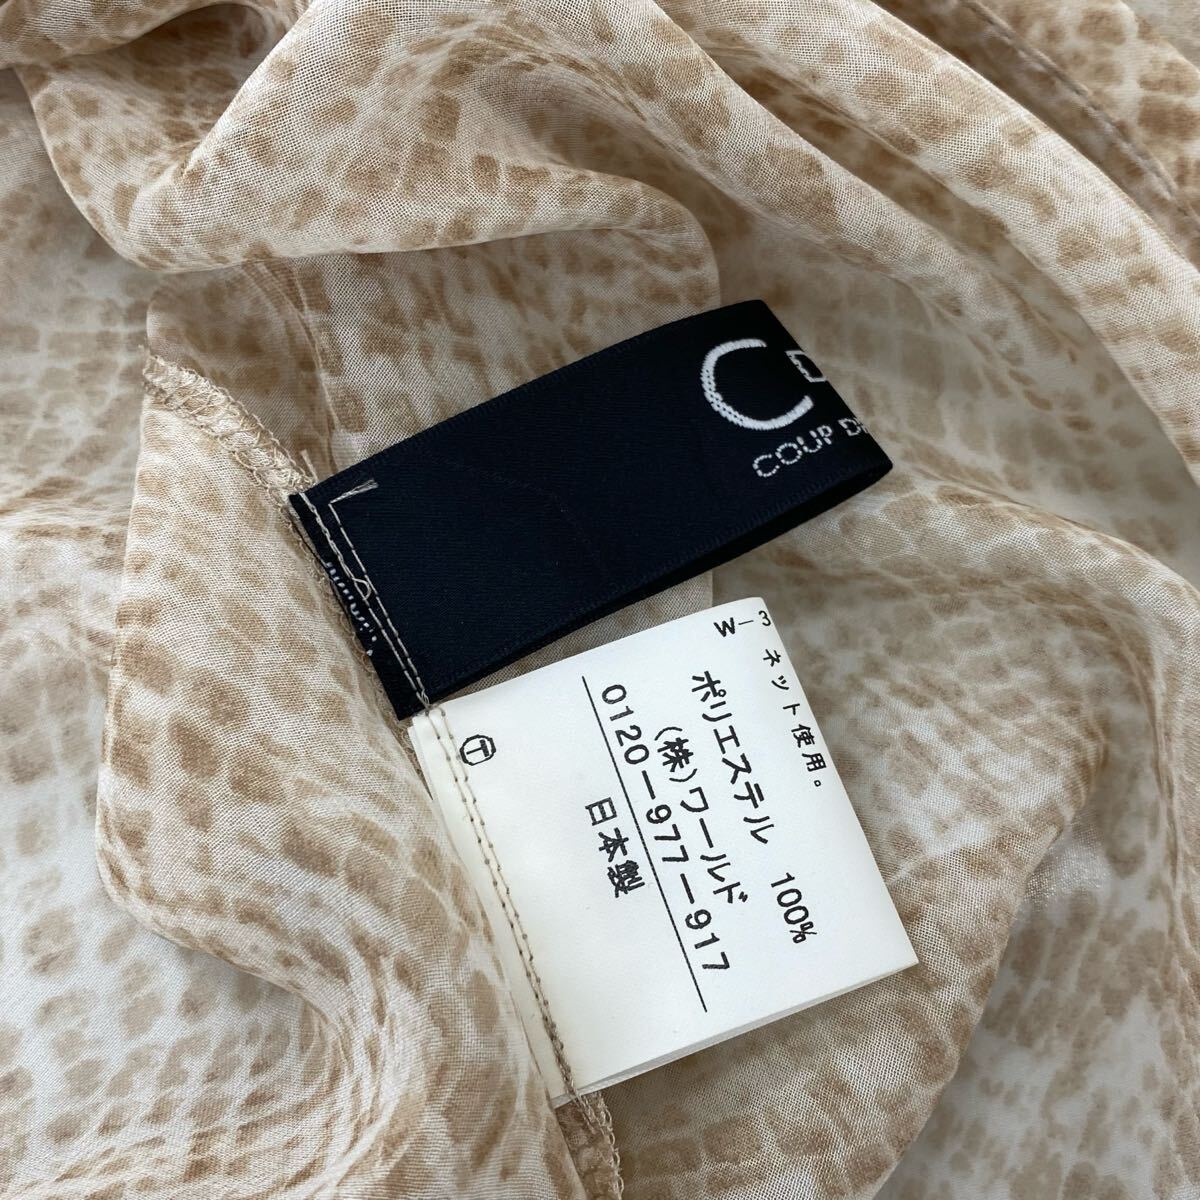 COUP
W-3
ネット使用。
ポリエステル 100%
(株)ワールド
0120-977-917
日本製
T